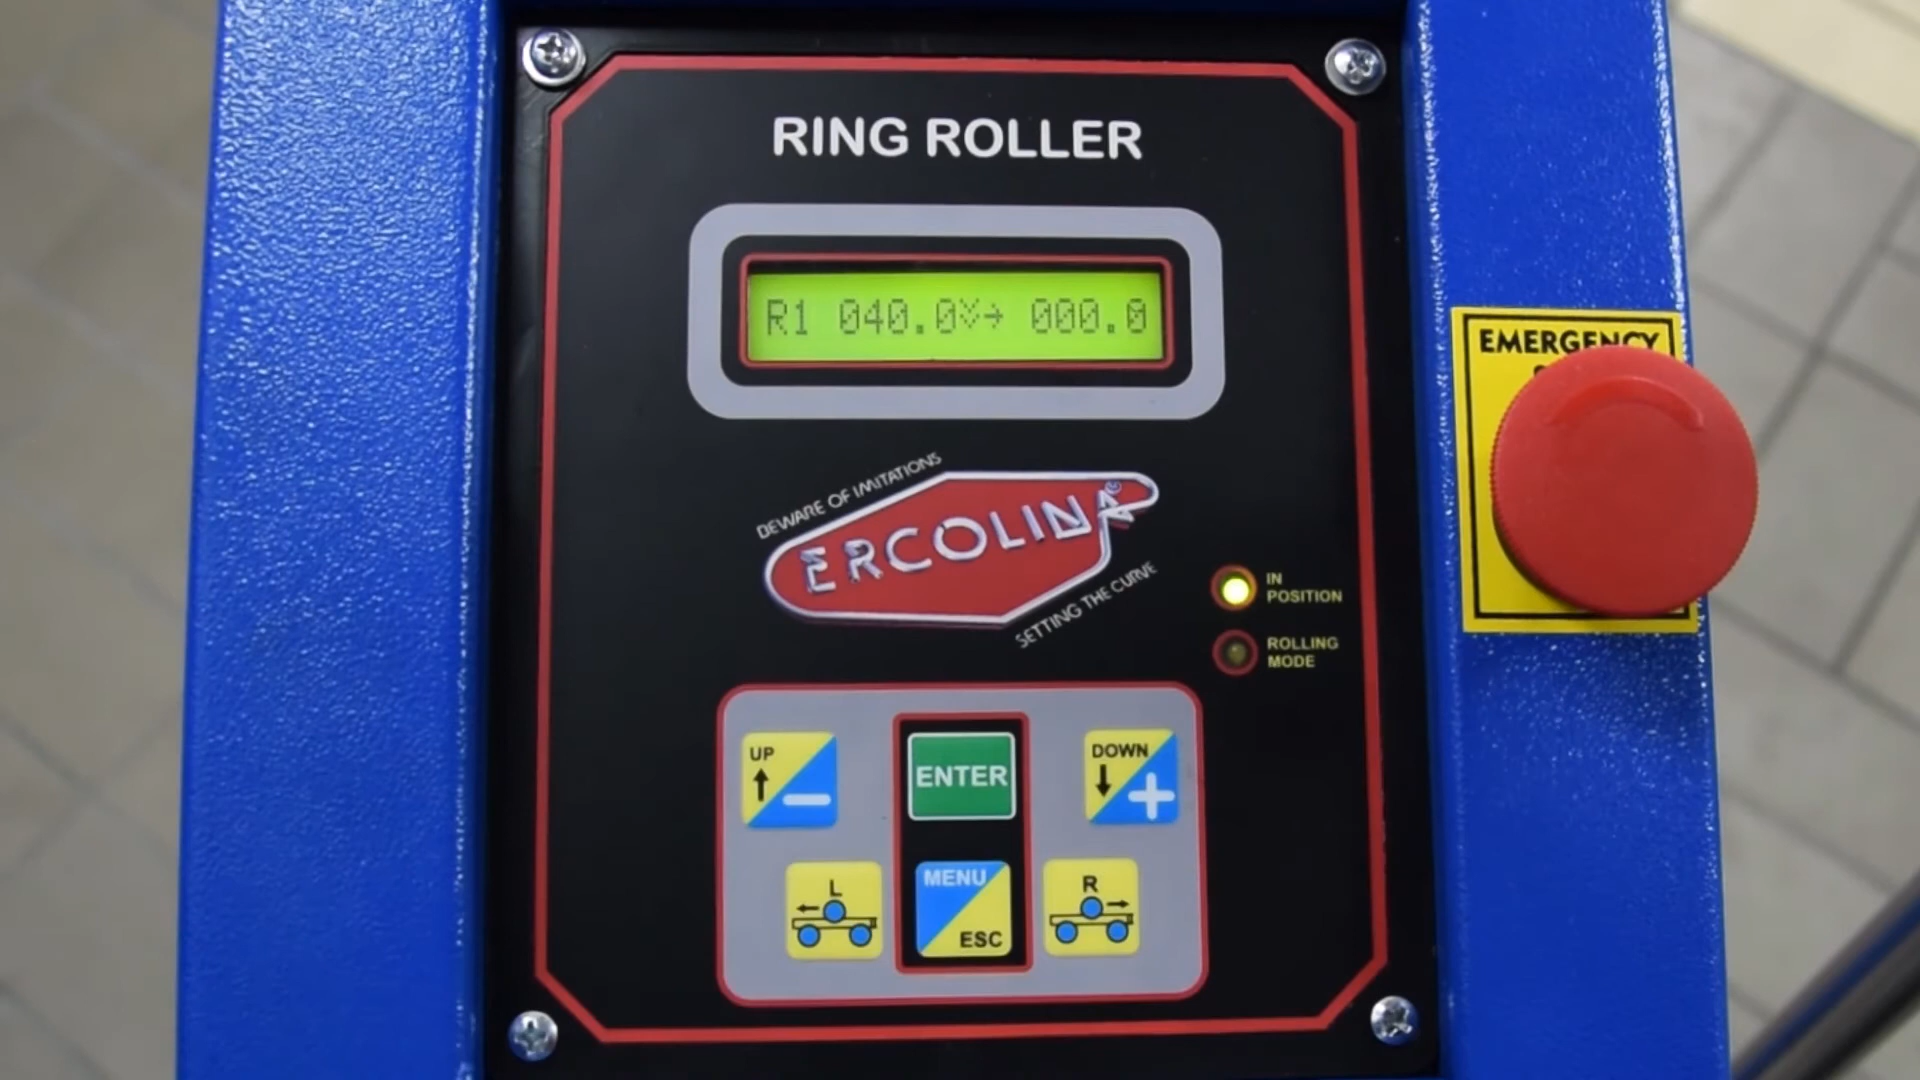 RING ROLLER
R1 040.0 → 000.0
EMERGENCY
BEWARE OF IMITATIONS
ERCOLINA®
SETTING THE CURVE
IN
POSITION
ROLLING
MODE
UP
ENTER
DOWN
L
MENU
ESC
R